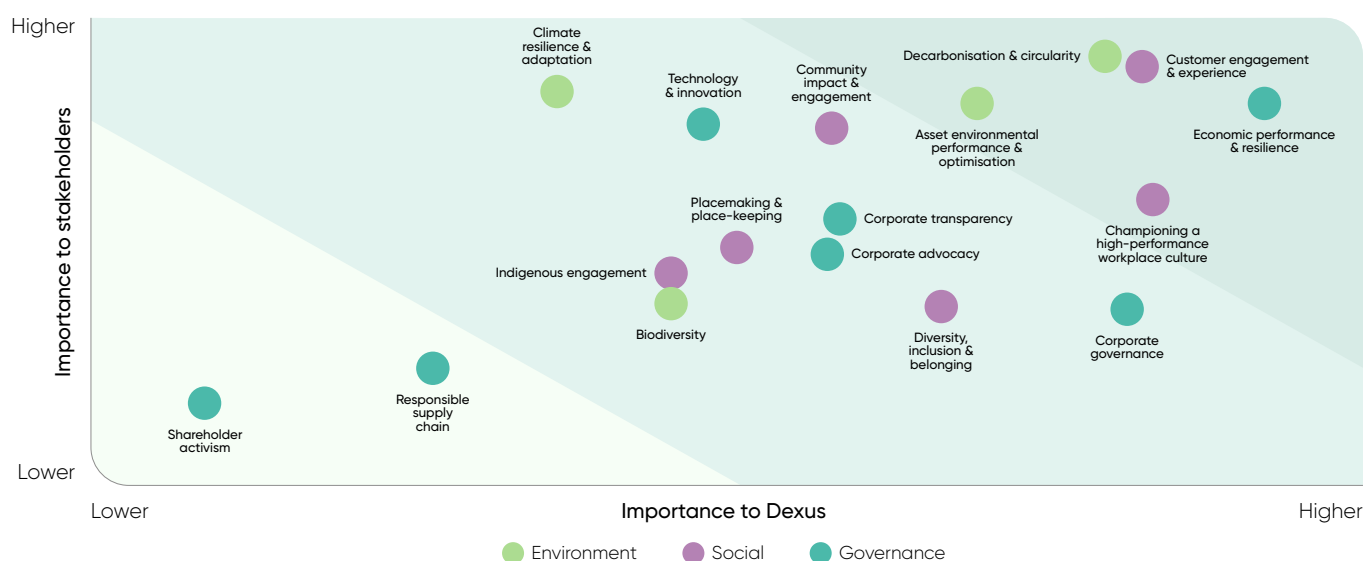 Higher
Importance to stakeholders
Lower
Climate
resilience &
adaptation
Technology
& innovation
Community
impact &
engagement
Decarbonisation & circularity
Customer engagement
& experience
Asset environmental
performance &
optimisation
Economic performance
& resilience
Placemaking &
place-keeping
Corporate transparency
Corporate advocacy
Championing a
high-performance
workplace culture
Indigenous engagement
Biodiversity
Diversity,
inclusion &
belonging
Corporate
governance
Responsible
supply
chain
Shareholder
activism
Lower
Importance to Dexus
Higher
Environment
Social
Governance